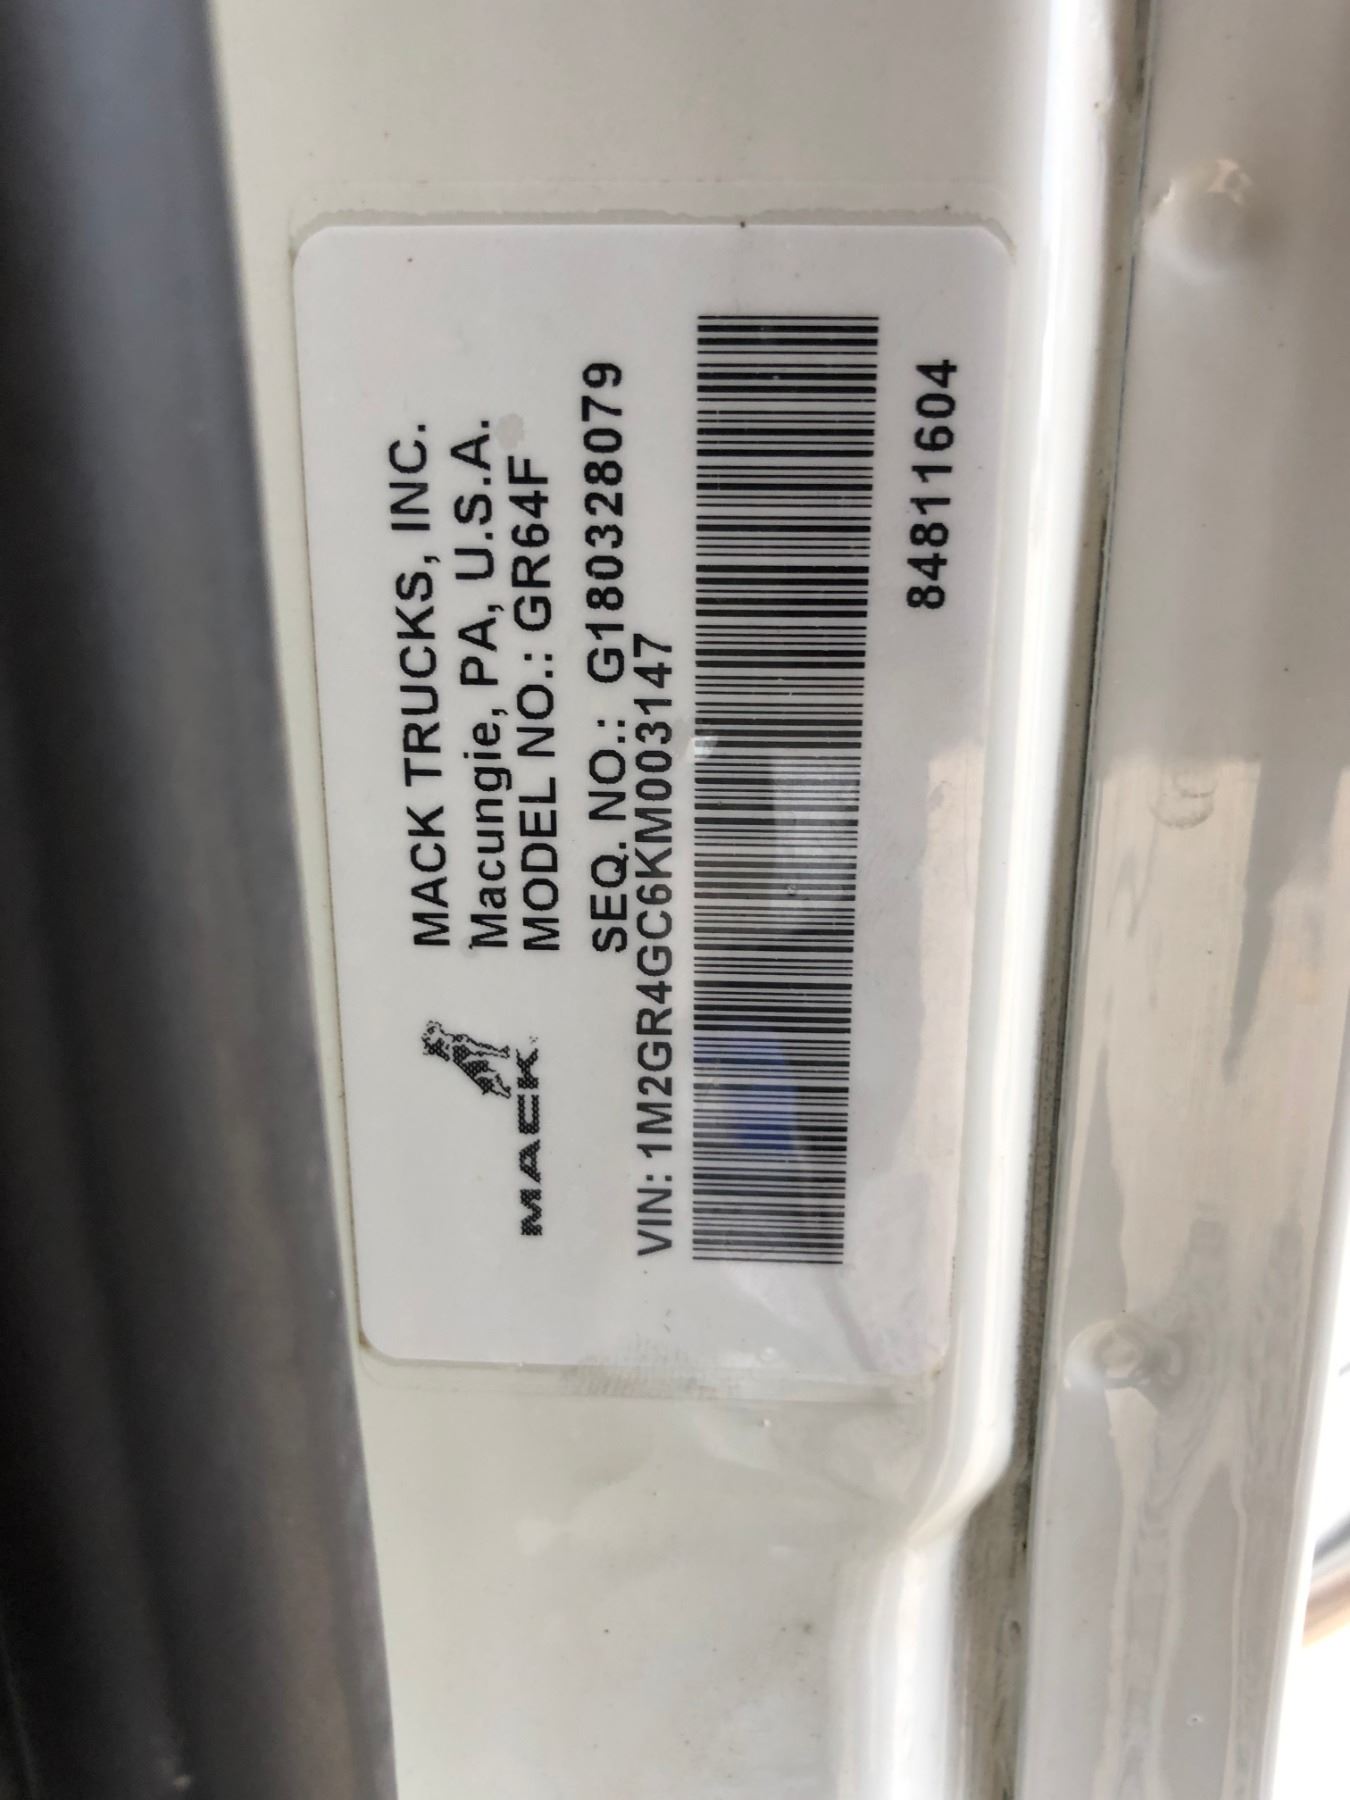 MACK
MACK TRUCKS, INC.
Macungie, PA, U.S.A.
MODEL NO.: GR64F
SEQ. NO.: G180328079
VIN: 1M2GR4GC6KM003147
84811604